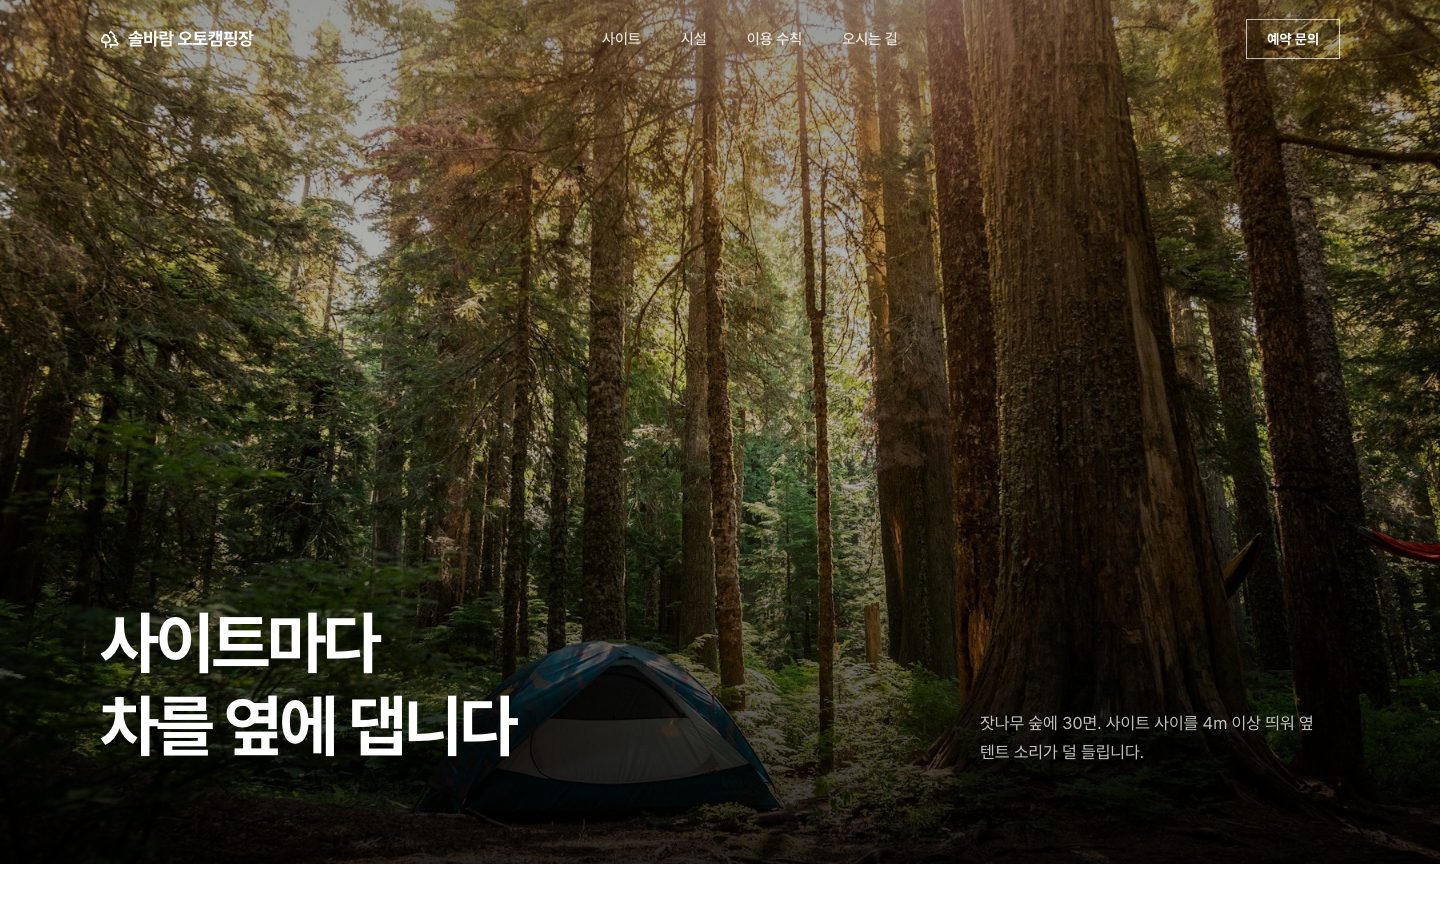 솔바람 오토캠핑장
사이트 시설 이용 수칙 오시는 길
예약 문의
사이트마다
차를 옆에 댑니다
잣나무 숲에 30면. 사이트 사이를 4m 이상 띄워 옆
텐트 소리가 덜 들립니다.